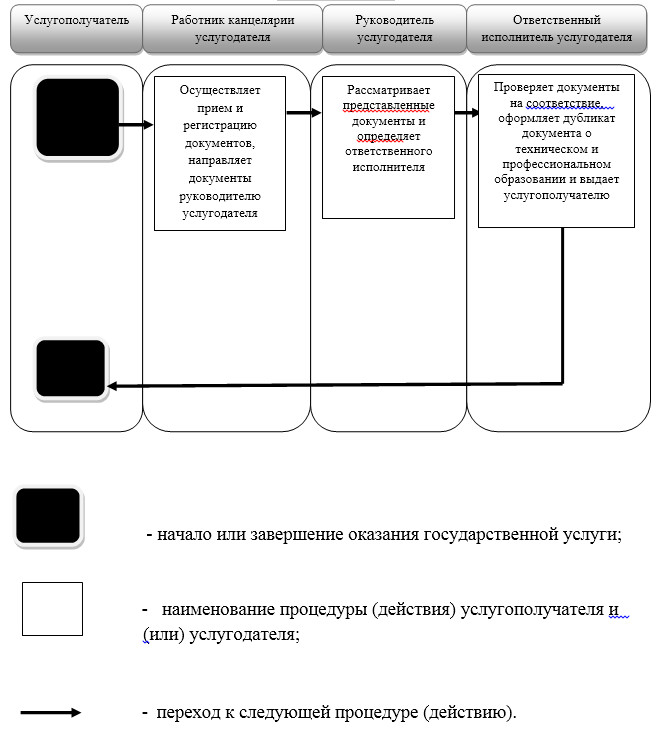 Услугополучатель
Работник канцелярии
услугодателя
Руководитель
услугодателя
Ответственный
исполнитель услугодателя
Осуществляет
прием и
регистрацию
документов,
направляет
документы
руководителю
услугодателя
Рассматривает
представленные
документы и
определяет
ответственного
исполнителя
Проверяет документы
на соответствие,
оформляет дубликат
документа о
техническом и
профессиональном
образовании и выдает
услугополучателю
- начало или завершение оказания государственной услуги;
- наименование процедуры (действия) услугополучателя и
(или) услугодателя;
- переход к следующей процедуре (действию).